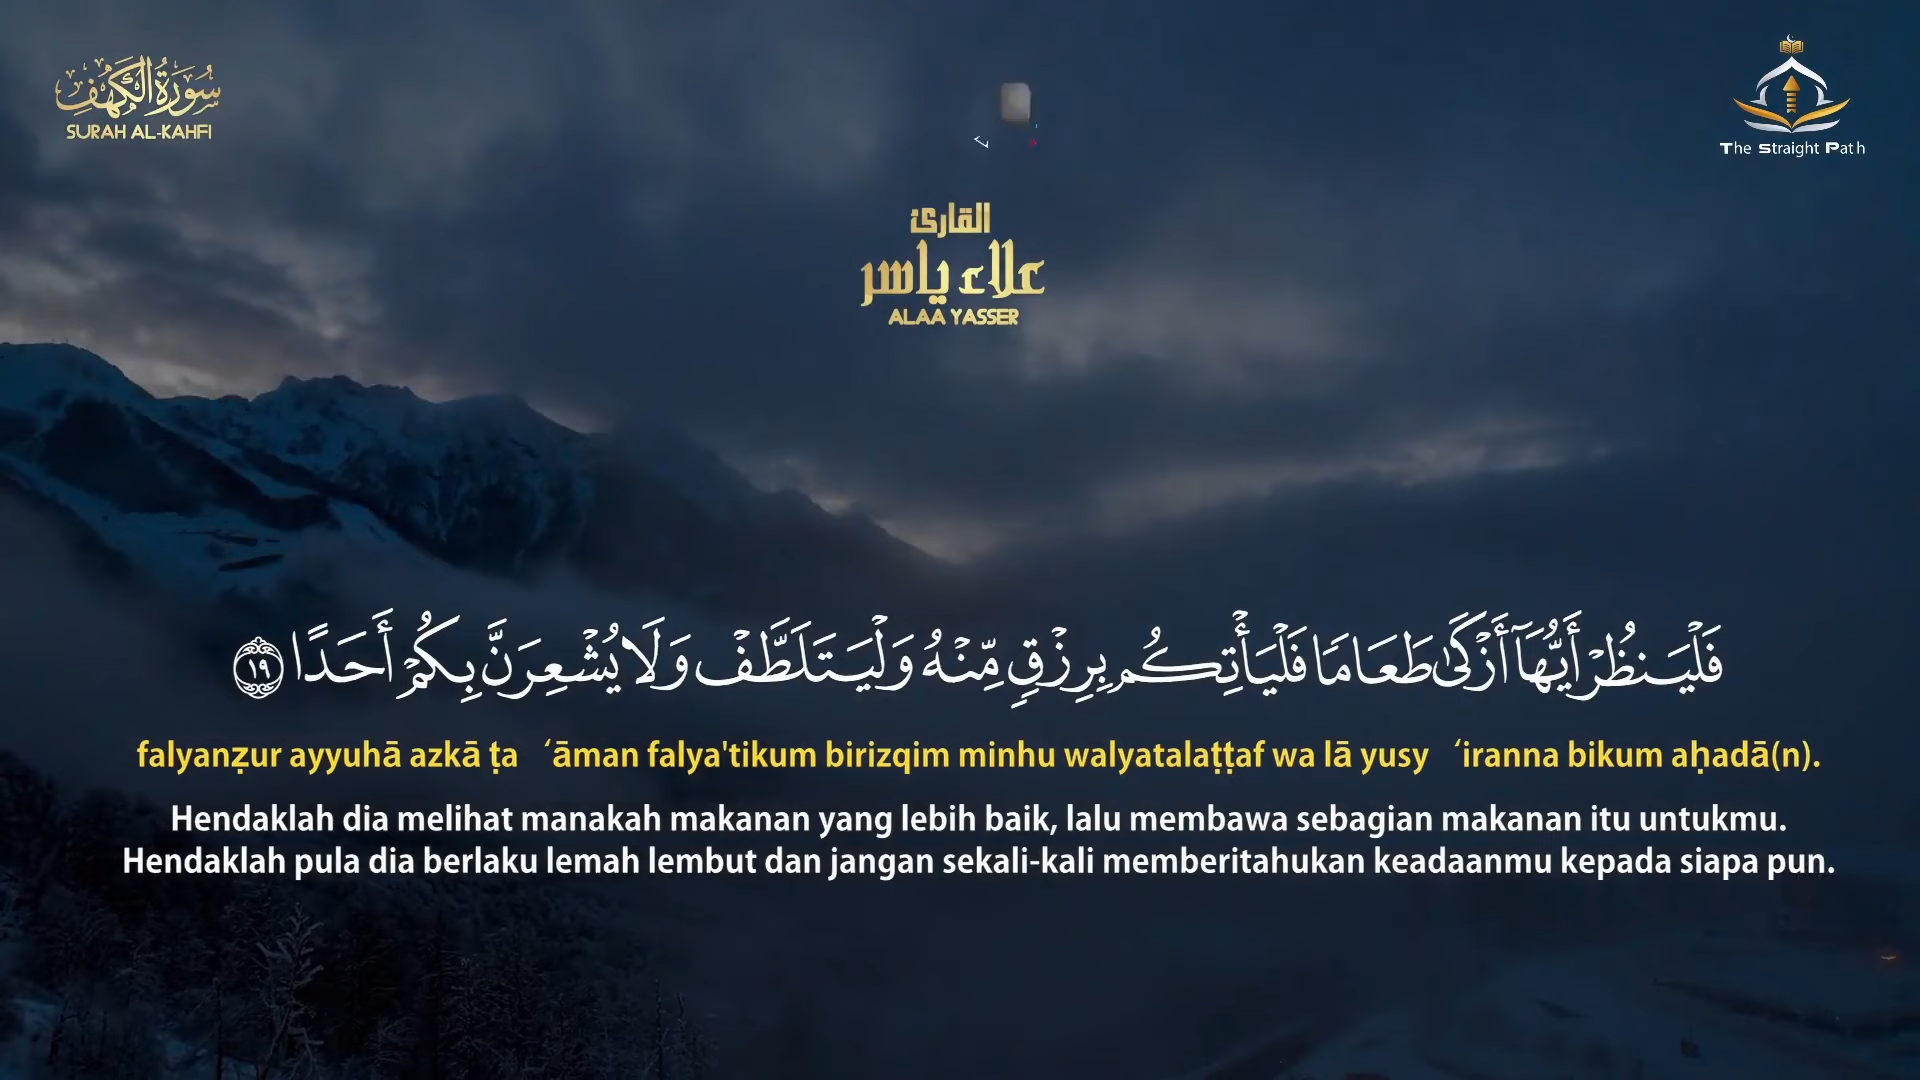 سُورَةُ الْكَهْفِ
SURAH AL-KAHFI
The Straight Path
القارئ
علاء ياسر
ALAA YASSER
فَلْيَنظُرْ أَيُّهَآ أَزْكَىٰ طَعَامًا فَلْيَأْتِكُم بِرِزْقٍ مِّنْهُ وَلْيَتَلَطَّفْ وَلَا يُشْعِرَنَّ بِكُمْ أَحَدًا ١٩
falyanẓur ayyuhā azkā ṭa ‘āman falya'tikum birizqim minhu walyatalaṭṭaf wa lā yusy ‘iranna bikum aḥadā(n).
Hendaklah dia melihat manakah makanan yang lebih baik, lalu membawa sebagian makanan itu untukmu.
Hendaklah pula dia berlaku lemah lembut dan jangan sekali-kali memberitahukan keadaanmu kepada siapa pun.